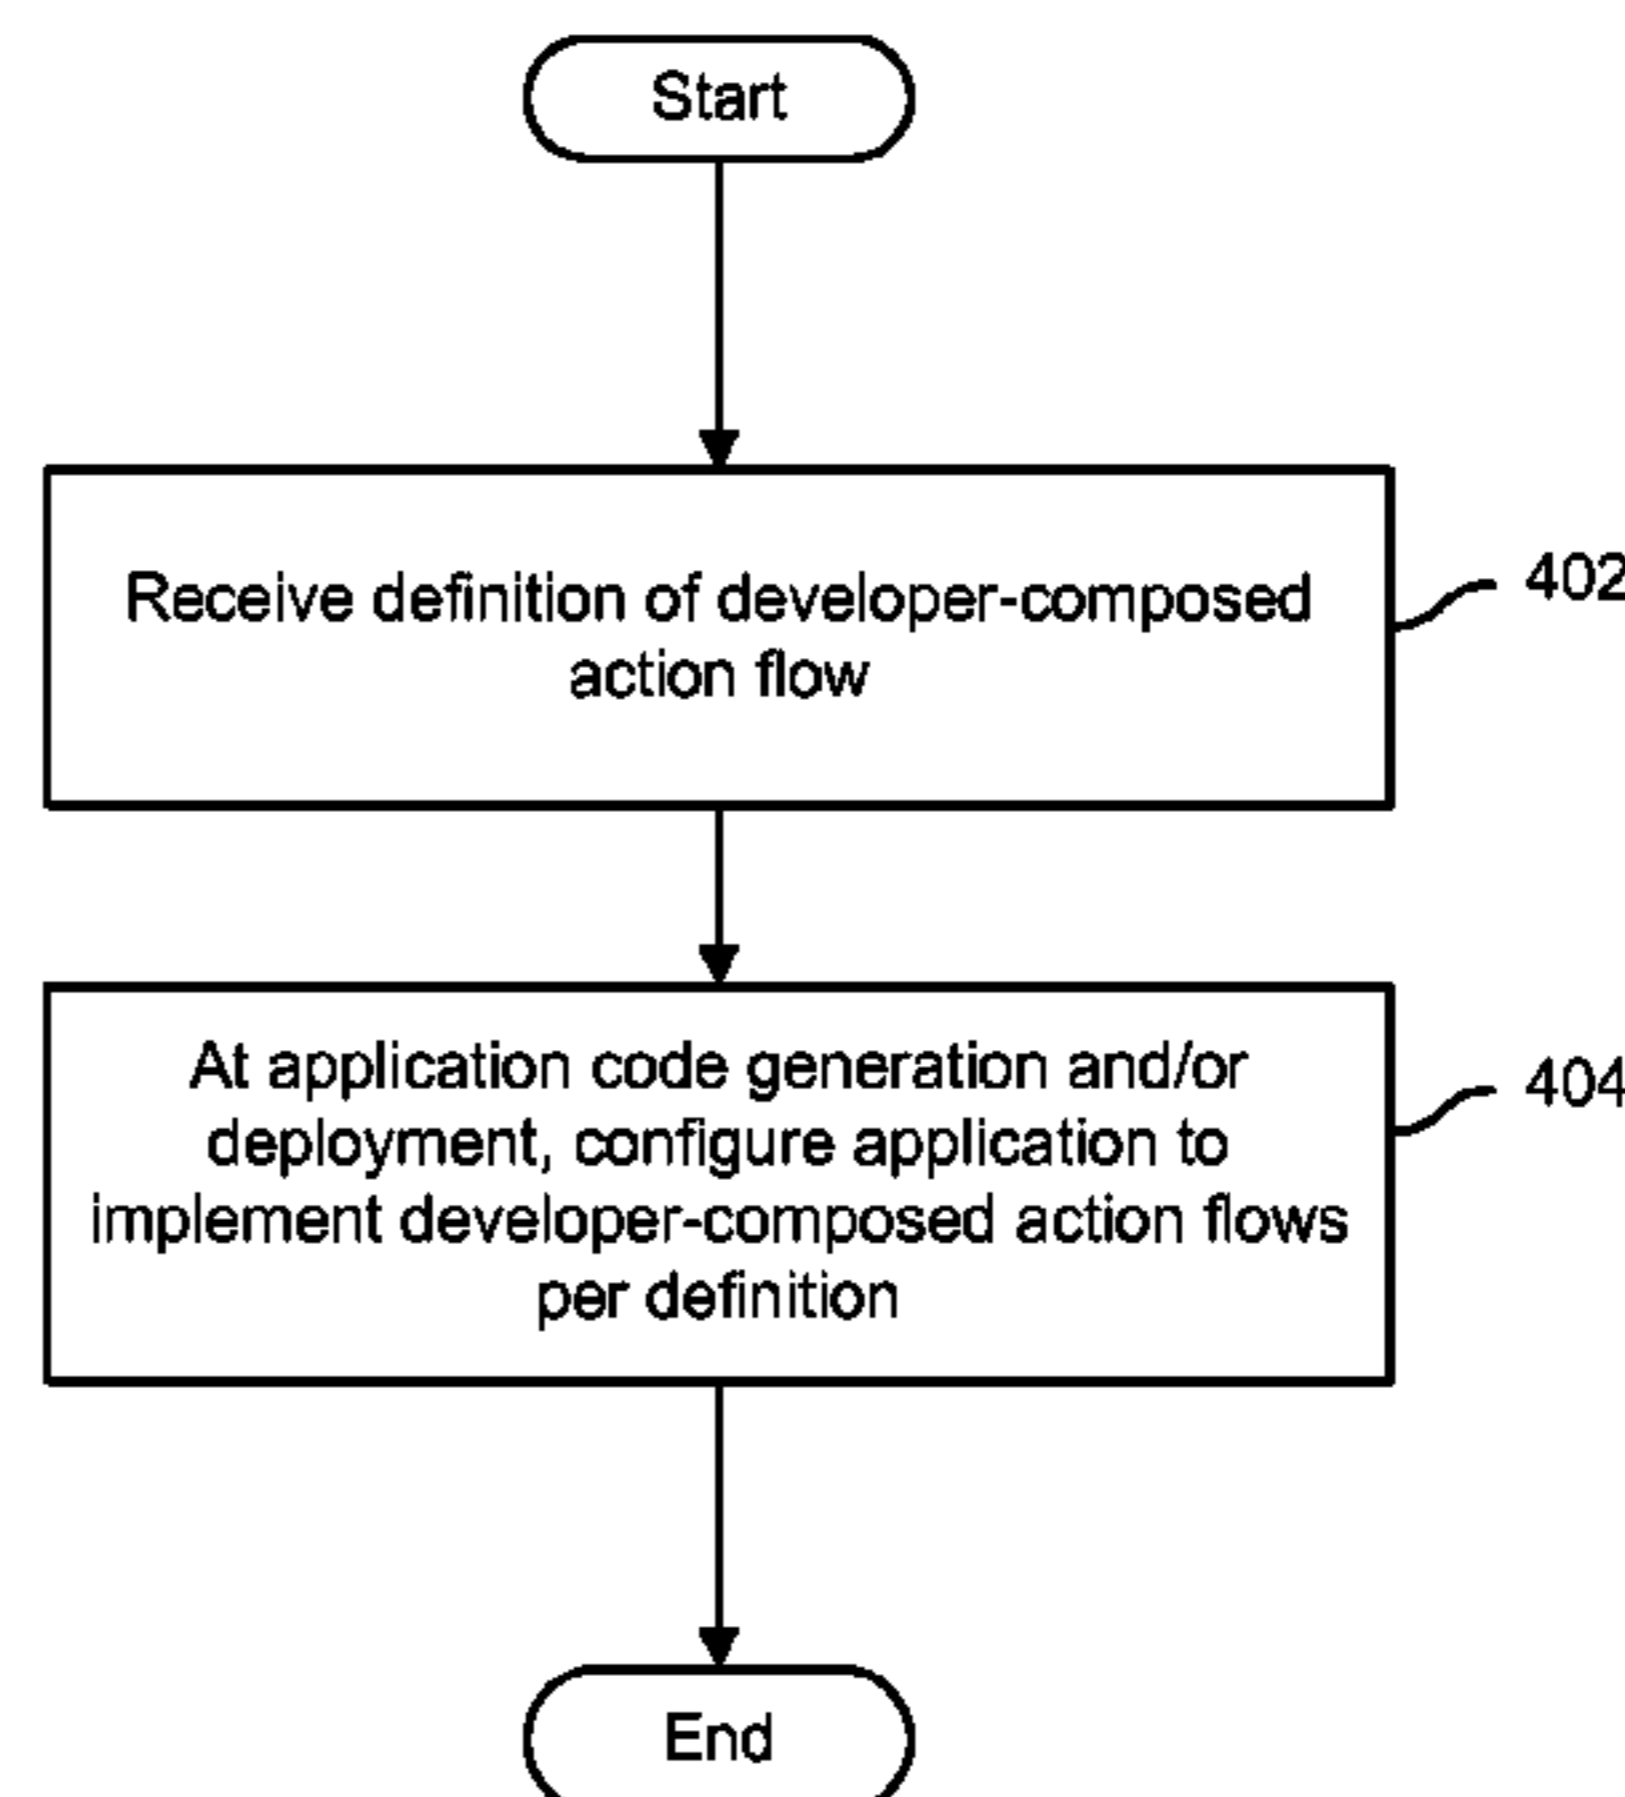 Start
Receive definition of developer-composed
action flow
402
At application code generation and/or
deployment, configure application to
implement developer-composed action flows
per definition
404
End